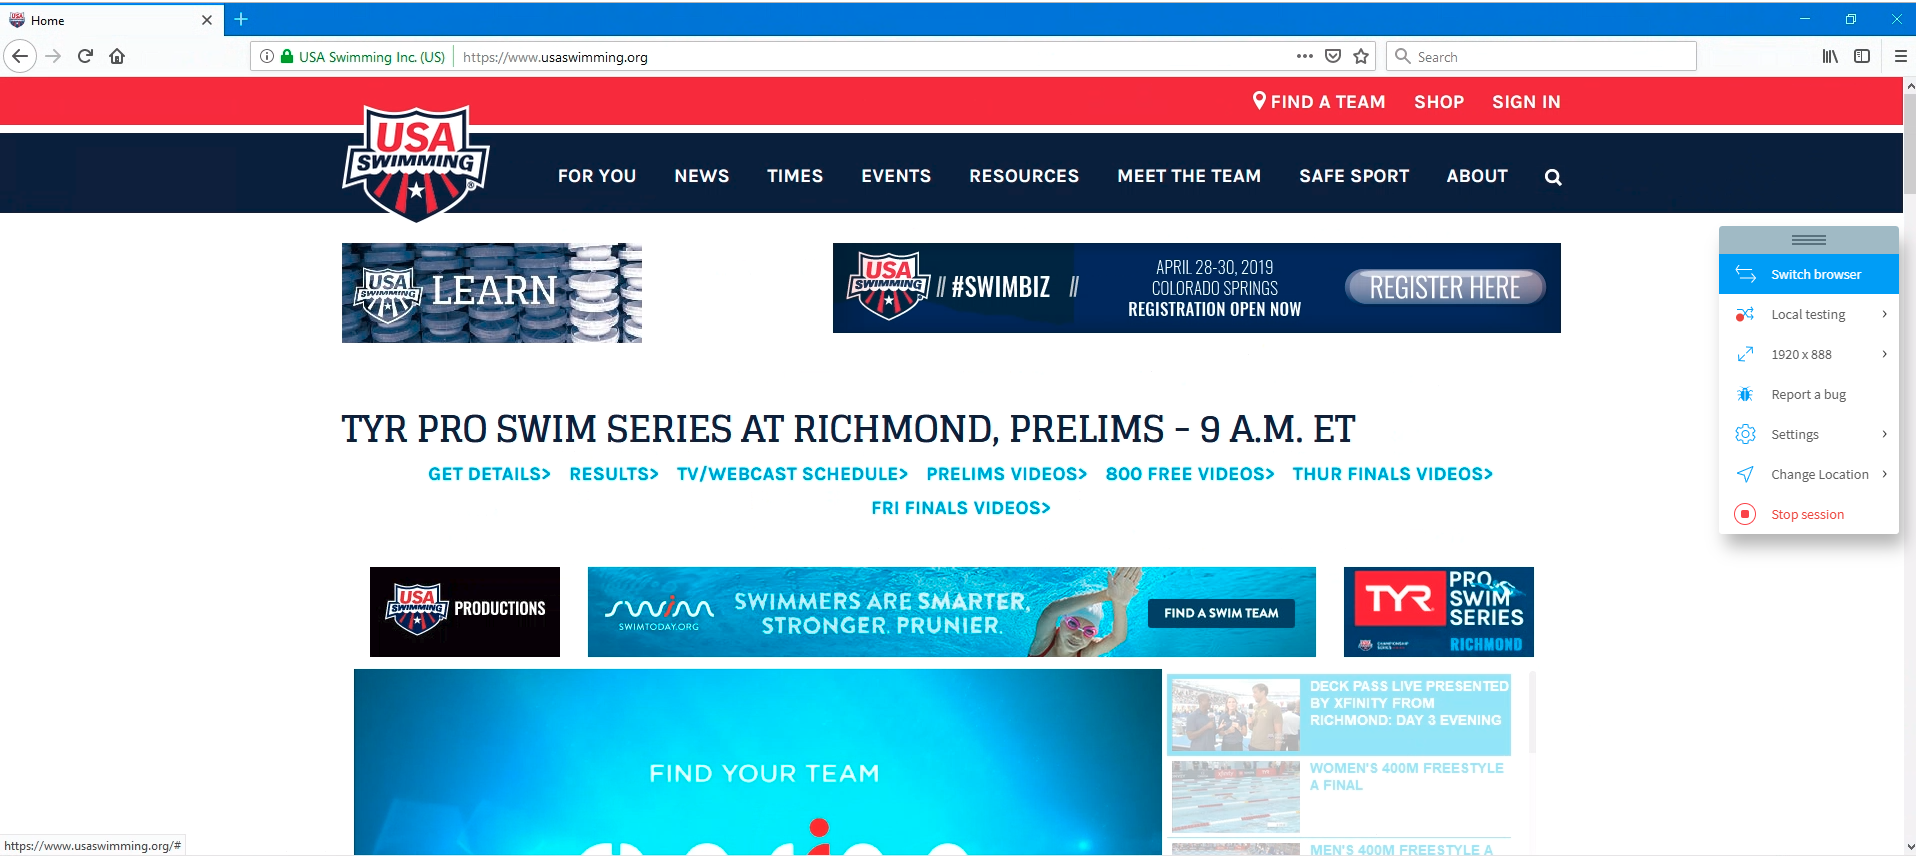 Home
USA Swimming Inc. (US)
https://www.usaswimming.org
Search
FIND A TEAM
SHOP
SIGN IN
USA
SWIMMING
®
FOR YOU
NEWS
TIMES
EVENTS
RESOURCES
MEET THE TEAM
SAFE SPORT
ABOUT
USA
SWIMMING
LEARN
USA
SWIMMING
// #SWIMBIZ //
APRIL 28-30, 2019
COLORADO SPRINGS
REGISTRATION OPEN NOW
REGISTER HERE
Switch browser
Local testing
1920 x 888
Report a bug
Settings
Change Location
Stop session
TYR PRO SWIM SERIES AT RICHMOND, PRELIMS - 9 A.M. ET
GET DETAILS> RESULTS> TV/WEBCAST SCHEDULE> PRELIMS VIDEOS> 800 FREE VIDEOS> THUR FINALS VIDEOS>
FRI FINALS VIDEOS>
USA
SWIMMING
PRODUCTIONS
swim
SWIMTODAY.ORG
SWIMMERS ARE SMARTER.
STRONGER. PRUNIER.
FIND A SWIM TEAM
TYR
PRO
SWIM
SERIES
RICHMOND
FIND YOUR TEAM
DECK PASS LIVE PRESENTED
BY XFINITY FROM
RICHMOND: DAY 3 EVENING
WOMEN'S 400M FREESTYLE
A FINAL
MEN'S 400M FREESTYLE A
https://www.usaswimming.org/#